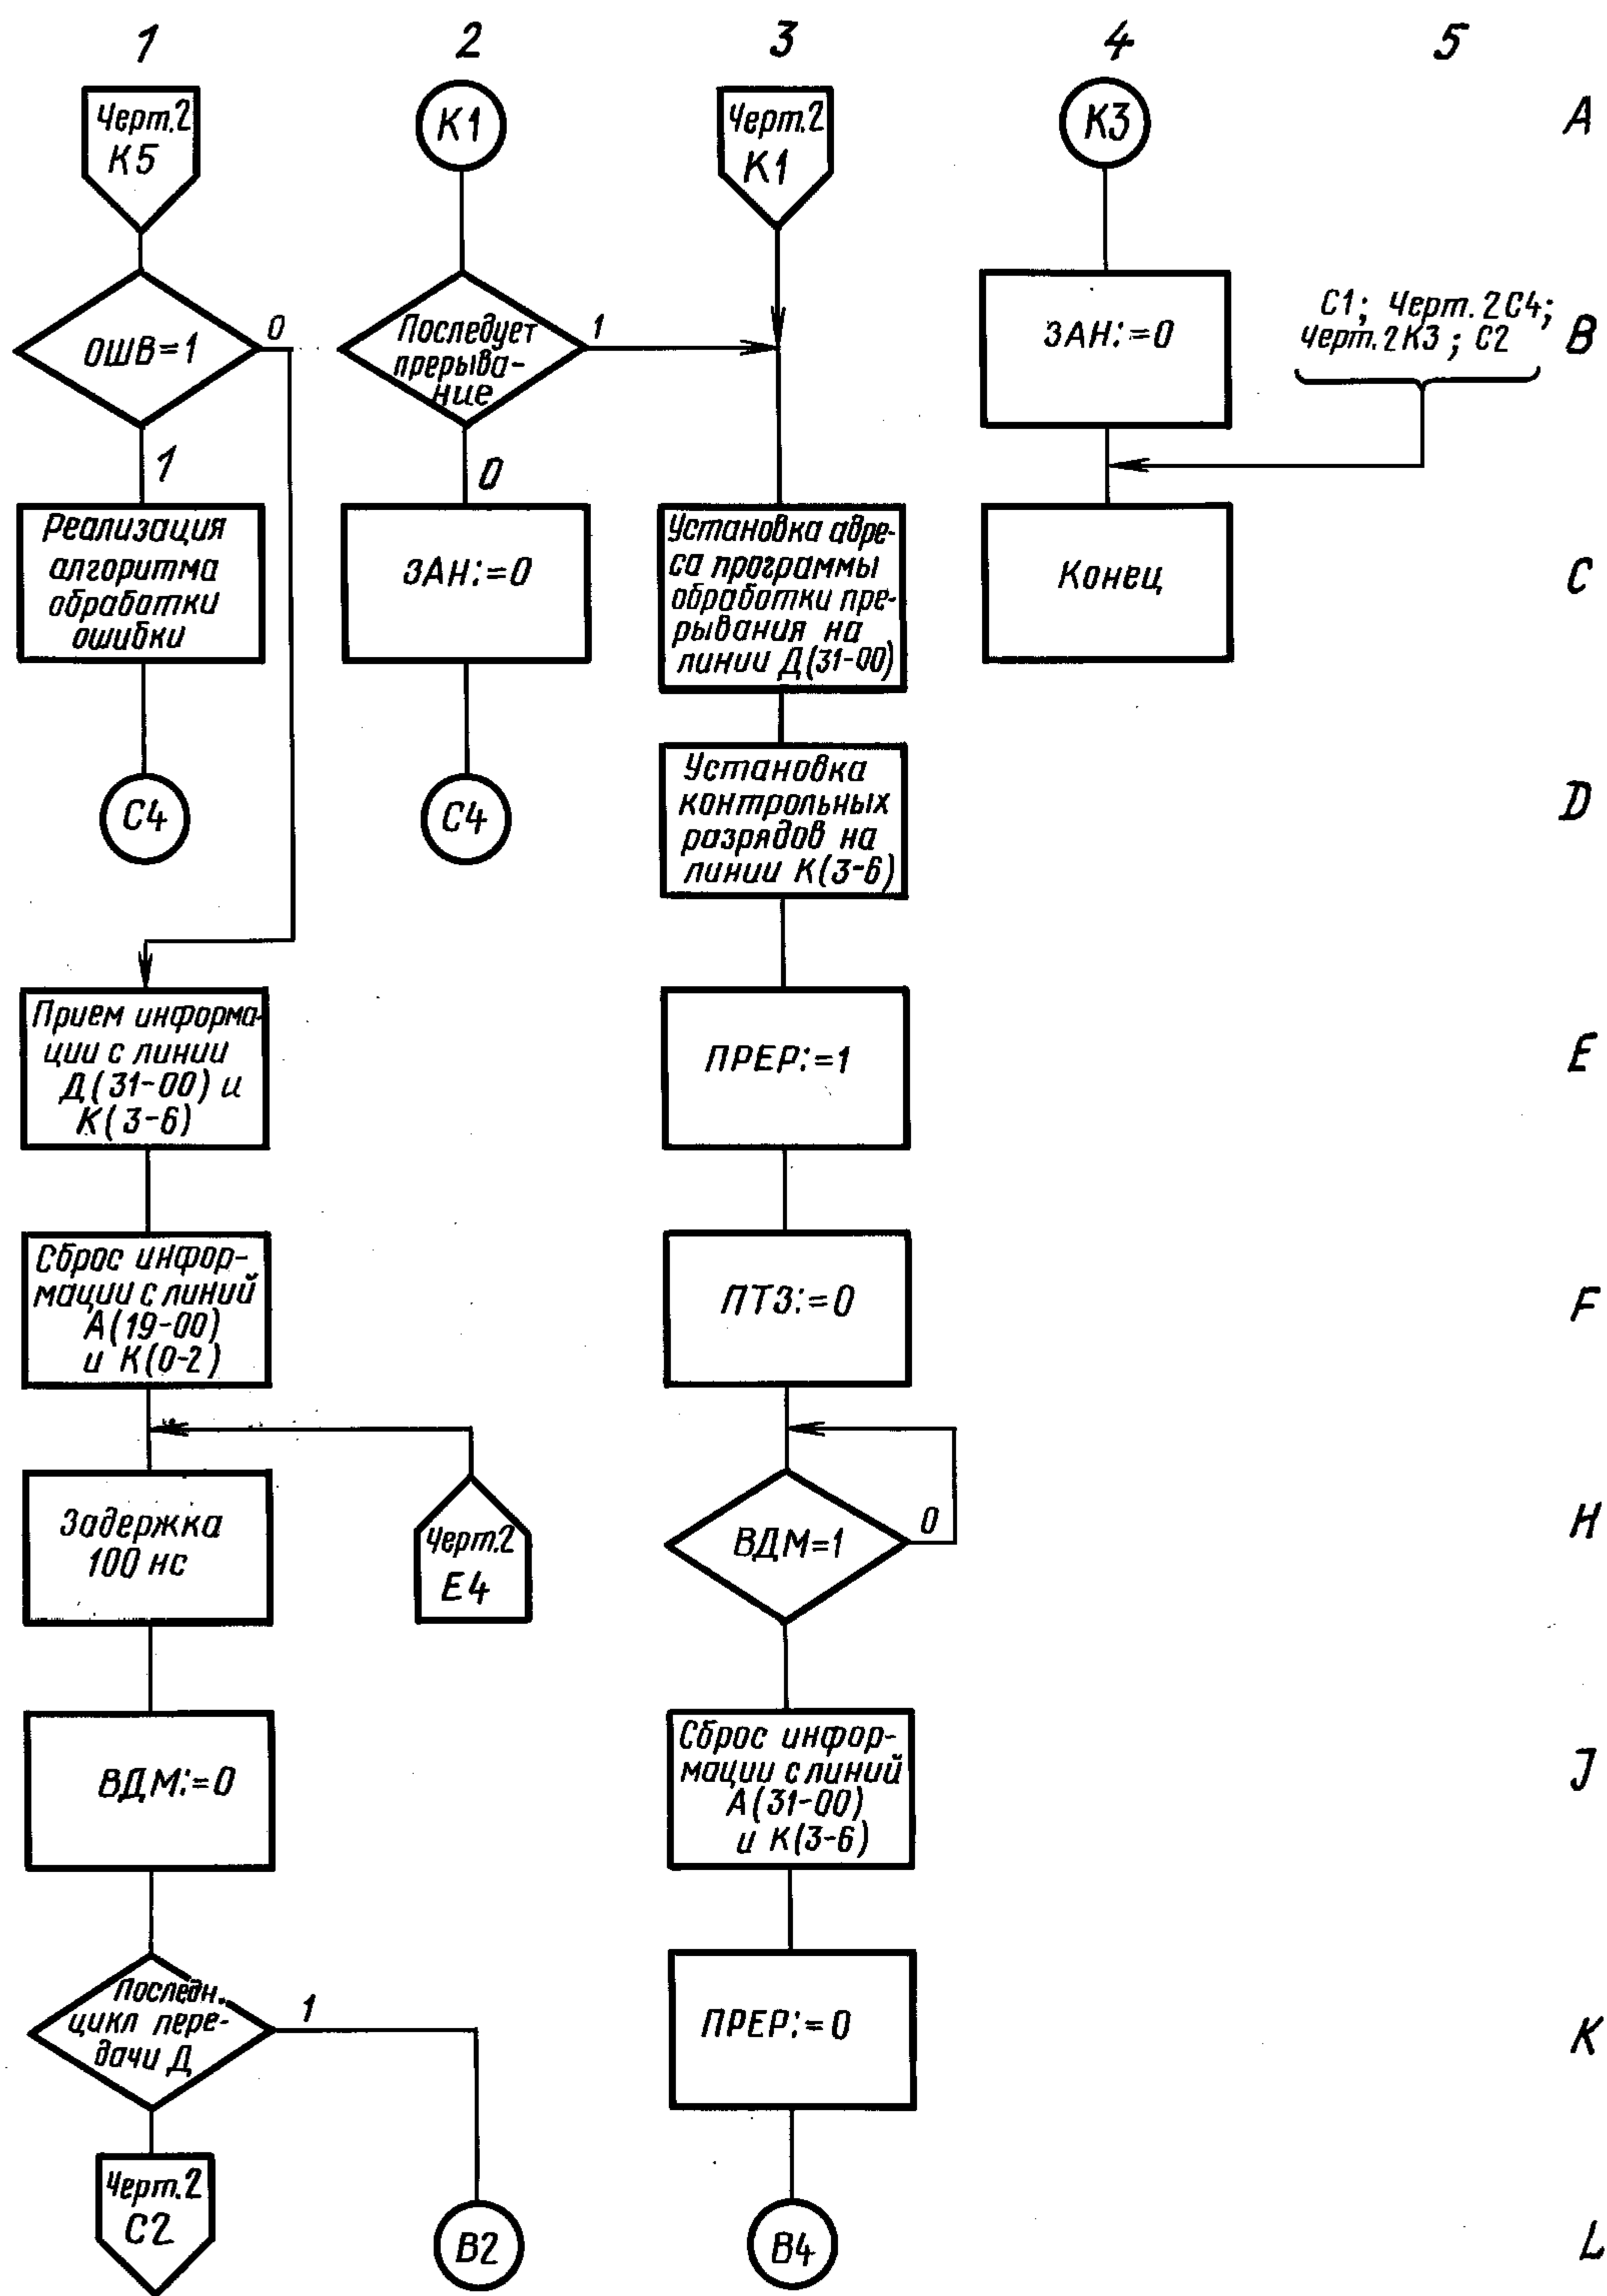 1 2 3 4 5
A
B
C
D
E
F
H
J
K
L
Черт.2
К5
ОШВ=1
0
1
Реализация
алгоритма
обработки
ошибки
С4
Прием информа-
ции с линии
Д(31-00) и
К(3-6)
Сброс инфор-
мации с линий
А(19-00)
и К(0-2)
Задержка
100 нс
ВДМ:=0
Последн.
цикл пере-
дачи Д
1
Черт.2
С2
К1
Последует
прерыва-
ние
1
0
ЗАН:=0
С4
Черт.2
Е4
В2
Черт.2
К1
Установка адре-
са программы
обработки пре-
рывания на
линии Д(31-00)
Установка
контрольных
разрядов на
линии К(3-6)
ПРЕР:=1
ПТЗ:=0
ВДМ=1
0
Сброс инфор-
мации с линий
А(31-00)
и К(3-6)
ПРЕР:=0
В4
К3
ЗАН:=0
Конец
С1; Черт.2С4;
Черт.2К3; С2